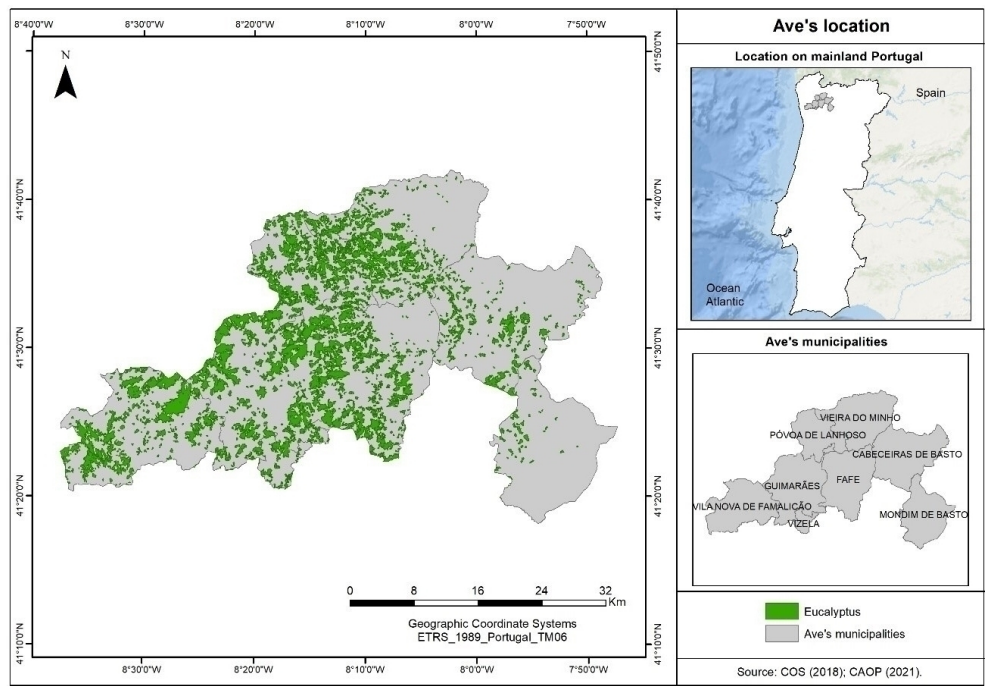 8°40'0"W 8°30'0"W 8°20'0"W 8°10'0"W 8°0'0"W 7°50'0"W
N
41°50'0"N
41°40'0"N 41°40'0"N
41°30'0"N 41°30'0"N
41°20'0"N 41°20'0"N
41°10'0"N 41°10'0"N
0 8 16 24 32
Km
Geographic Coordinate Systems
ETRS_1989_Portugal_TM06
8°30'0"W 8°20'0"W 8°10'0"W 8°0'0"W 7°50'0"W
Ave's location
Location on mainland Portugal
Spain
Ocean
Atlantic
Ave's municipalities
VIEIRA DO MINHO
PÓVOA DE LANHOSO
CABECEIRAS DE BASTO
FAFE
GUIMARÃES
VILA NOVA DE FAMALICÃO
MONDIM DE BASTO
VIZELA
Eucalyptus
Ave's municipalities
Source: COS (2018); CAOP (2021).